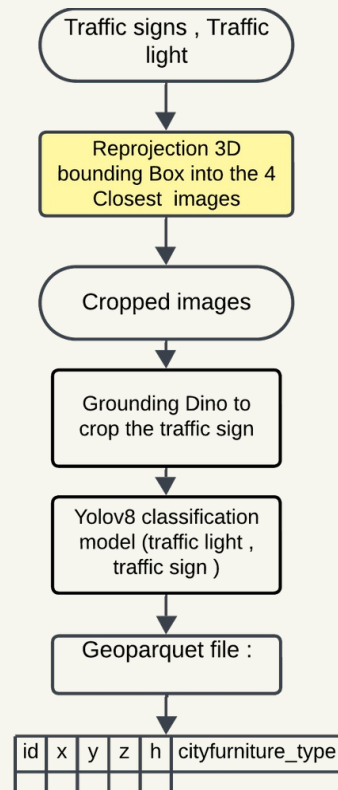 Traffic signs , Traffic
light
Reprojection 3D
bounding Box into the 4
Closest  images
Cropped images
Grounding Dino to
crop the traffic sign
Yolov8 classification
model (traffic light ,
traffic sign )
Geoparquet file :
id x y z h cityfurniture_type